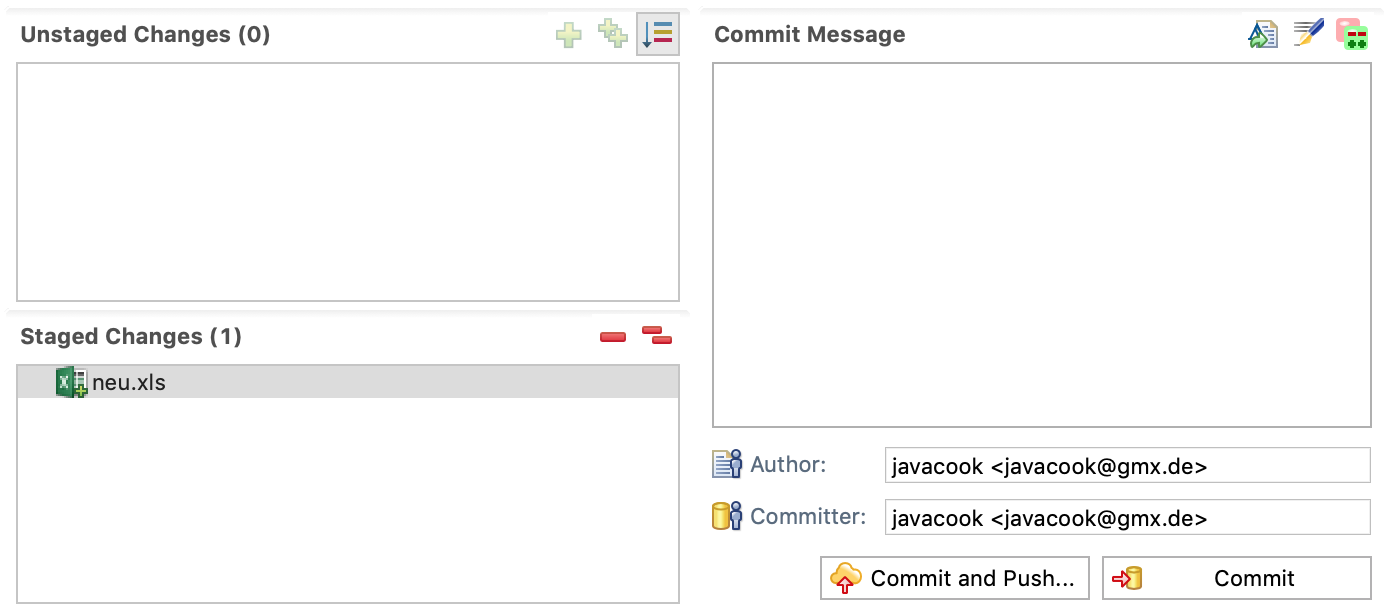 Unstaged Changes (0)
Staged Changes (1)
neu.xls
Commit Message
Author: javacook <javacook@gmx.de>
Committer: javacook <javacook@gmx.de>
Commit and Push... Commit